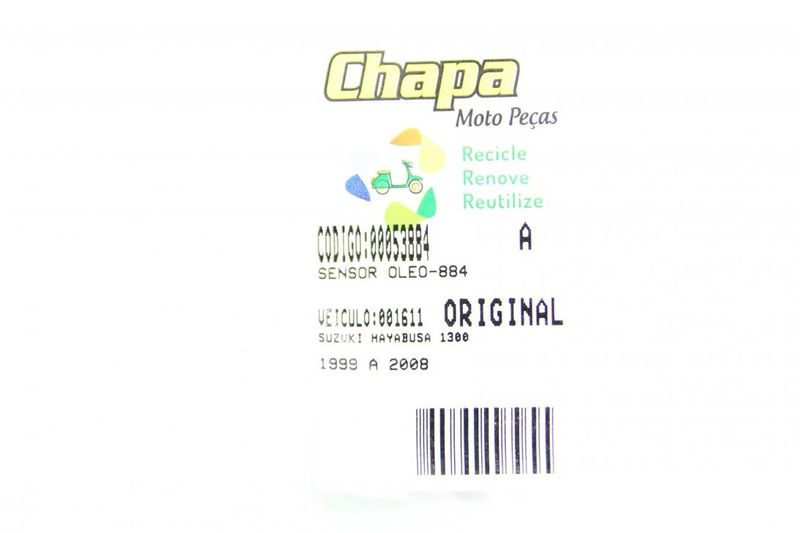 Chapa
Moto Peças
Recicle
Renove
Reutilize
CODIGO:00053884 A
SENSOR OLEO-884
VEICULO:001611 ORIGINAL
SUZUKI HAYABUSA 1300
1999 A 2008